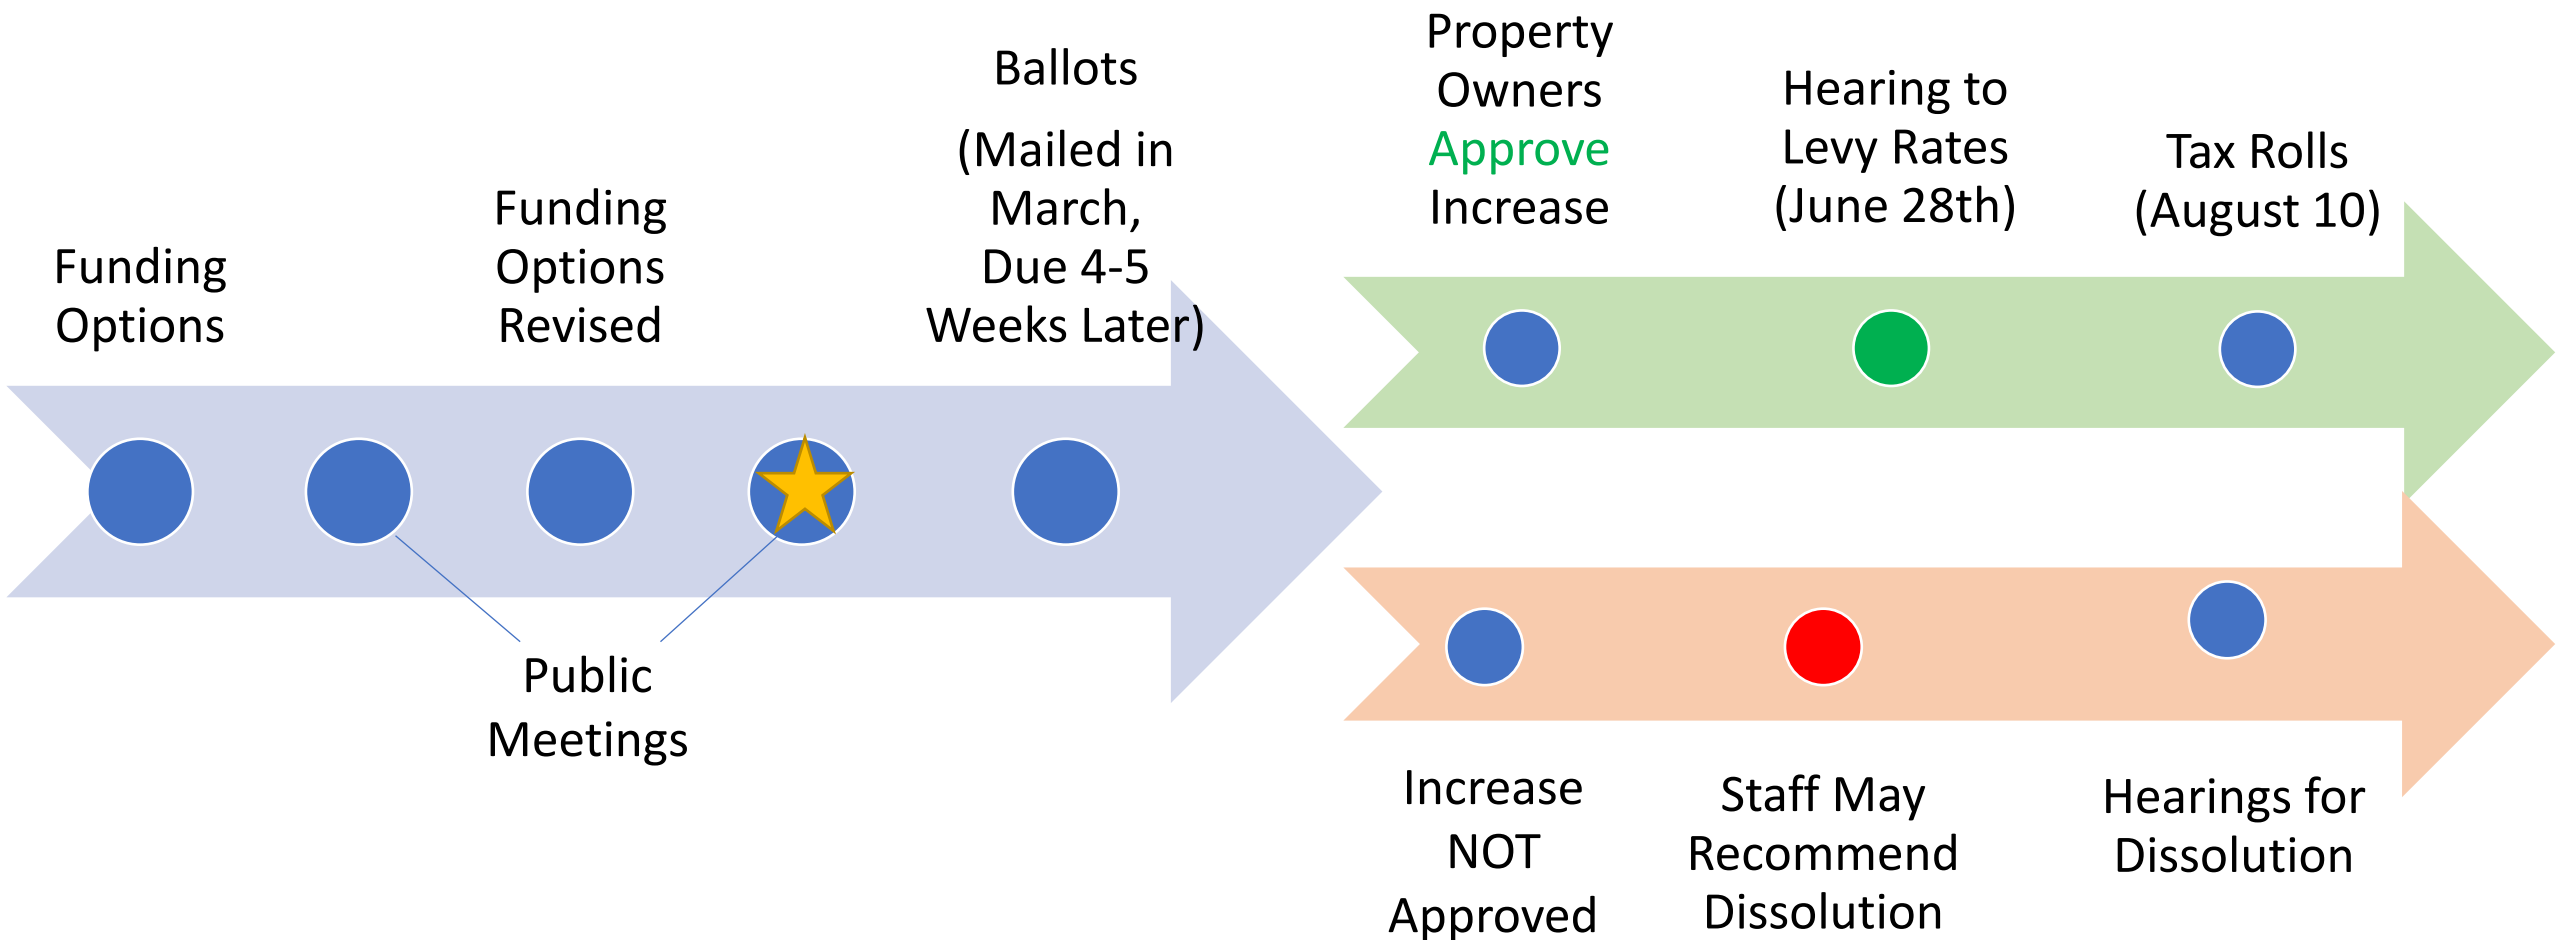 Funding
Options
Funding
Options
Revised
Ballots
(Mailed in
March,
Due 4-5
Weeks Later)
Public
Meetings
Property
Owners
Approve
Increase
Hearing to
Levy Rates
(June 28th)
Tax Rolls
(August 10)
Increase
NOT
Approved
Staff May
Recommend
Dissolution
Hearings for
Dissolution